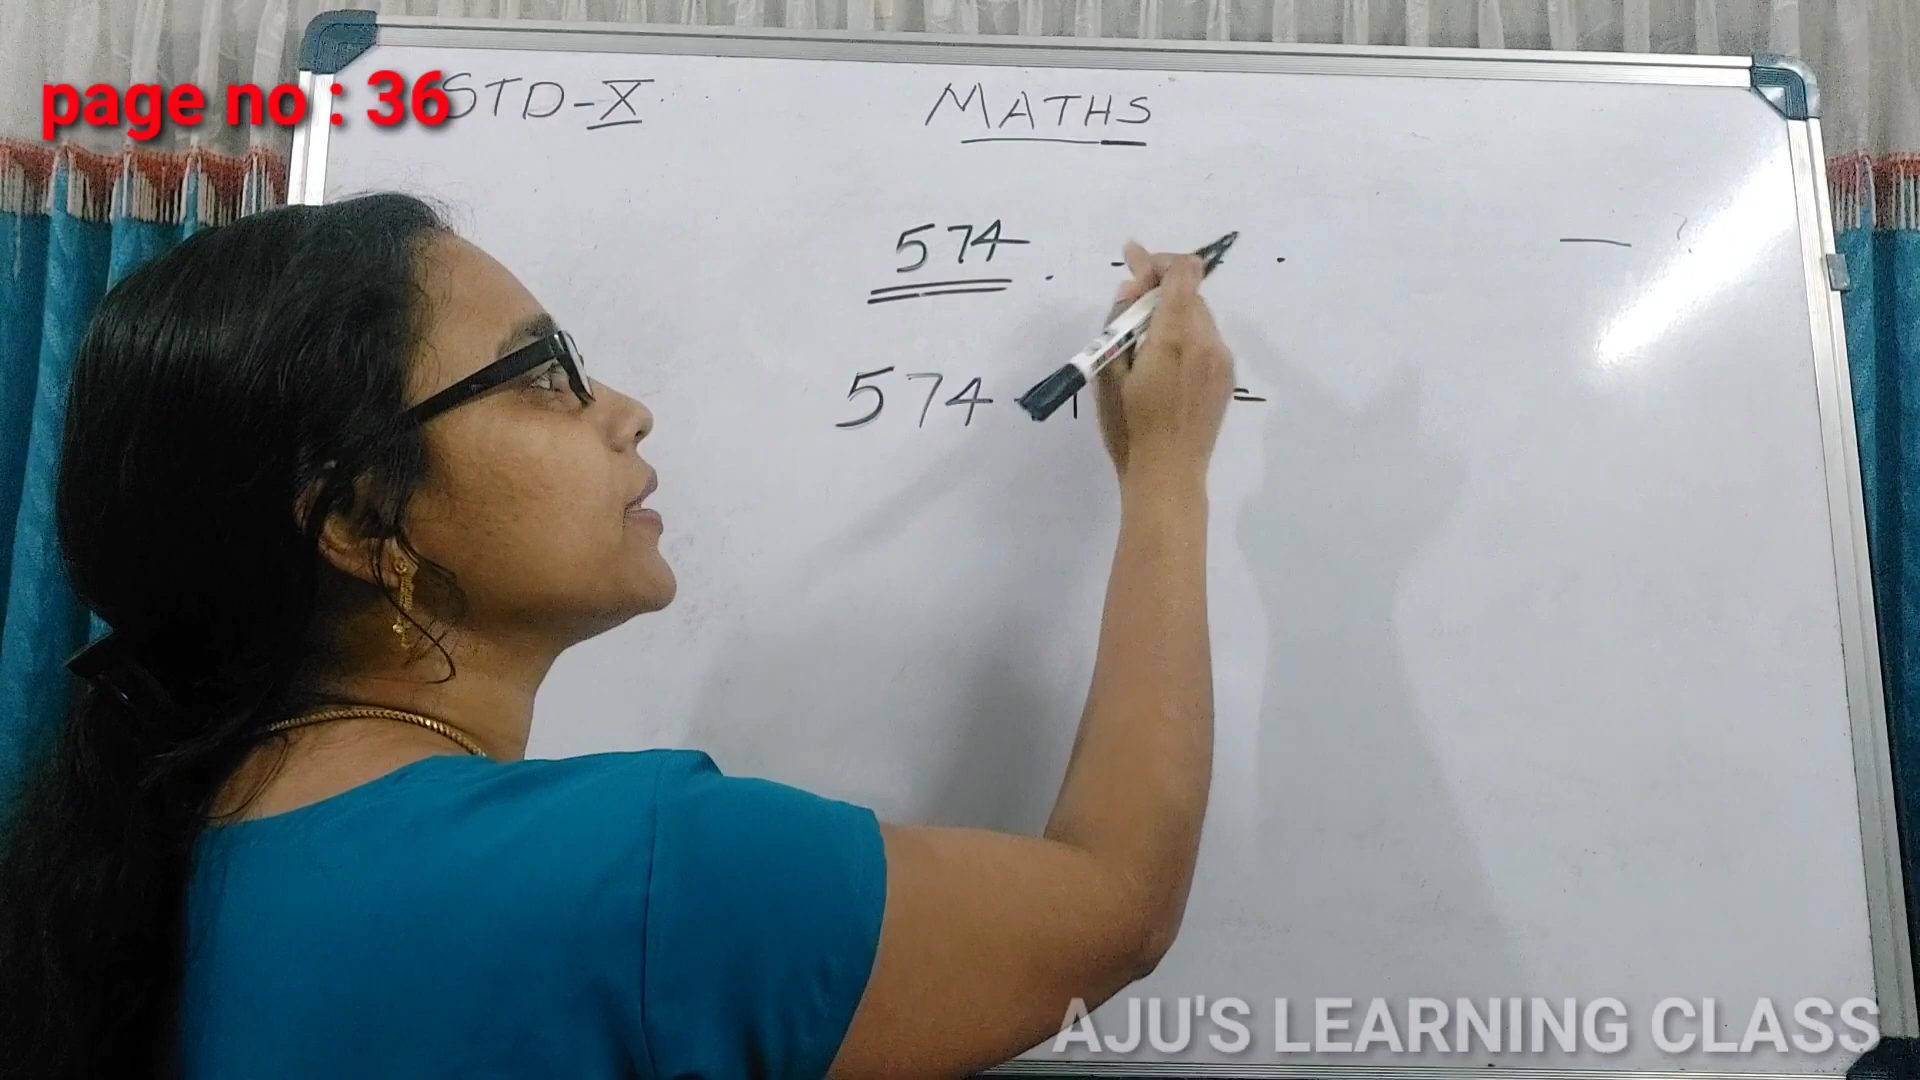 page no : 36
STD-X
MATHS
574
574 =
AJU'S LEARNING CLASS